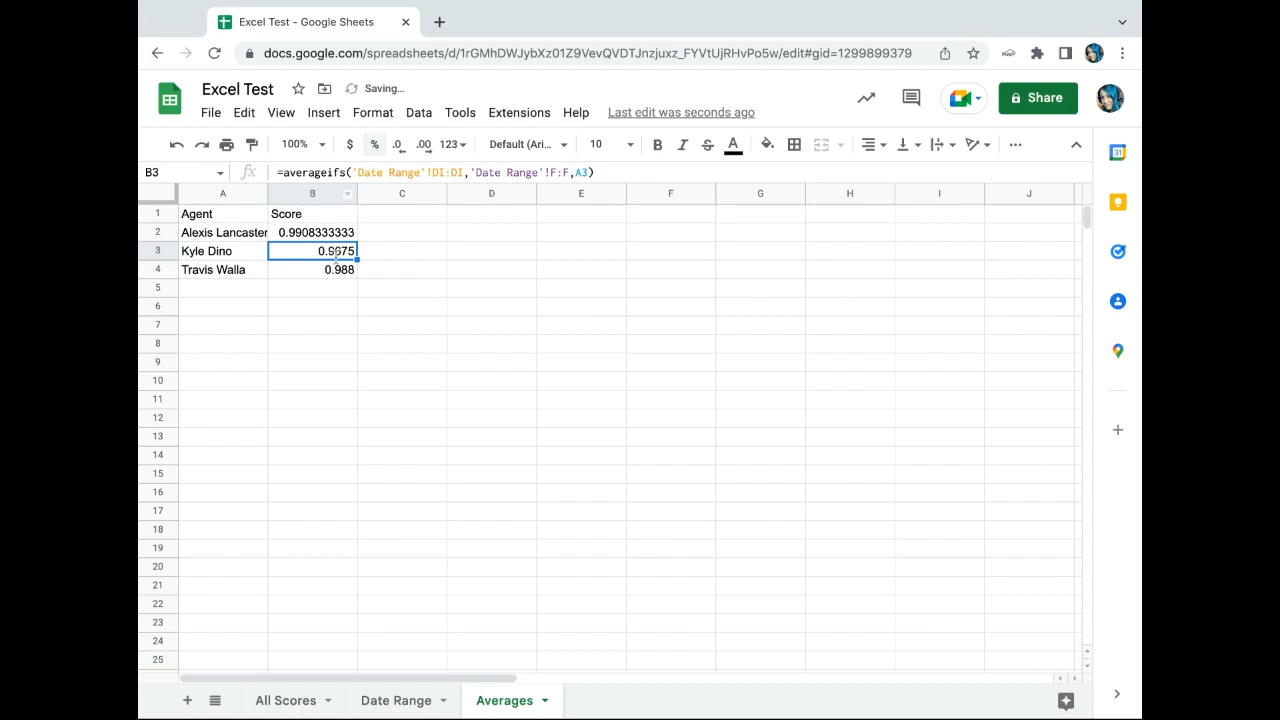 Excel Test - Google Sheets
docs.google.com/spreadsheets/d/1rGMhDWJybXz01Z9VevQVDTJnzjuxz_FYVtUjRHvPo5w/edit#gid=1299899379
Excel Test Saving...
File Edit View Insert Format Data Tools Extensions Help Last edit was seconds ago
Share
100% $ % .0 .00 123 Default (Ari... 10 B I S A
B3 fx =averageifs('Date Range'!DI:DI,'Date Range'!F:F,A3)
A B C D E F G H I J
1 Agent Score
2 Alexis Lancaster 0.9908333333
3 Kyle Dino 0.9675
4 Travis Walla 0.988
5
6
7
8
9
10
11
12
13
14
15
16
17
18
19
20
21
22
23
24
25
All Scores Date Range Averages
31